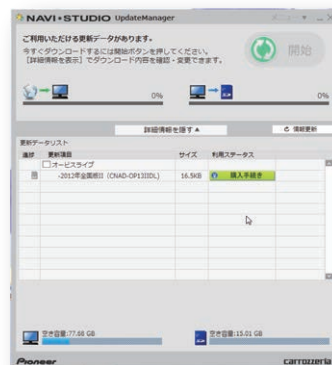 NAVI•STUDIO UpdateManager
ご利用いただける更新データがあります。
今すぐダウンロードするには開始ボタンを押してください。
[詳細情報を表示] でダウンロード内容を確認・変更できます。
開始
0%
0%
詳細情報を隠す▲
情報更新
更新データリスト
進捗 更新項目 サイズ 利用ステータス
オービスライブ
-2012年全国版II (CNAD-OP13IIDL) 16.5KB 購入手続き
空き容量:77.68 GB
空き容量:15.01 GB
Pioneer
carrozzeria